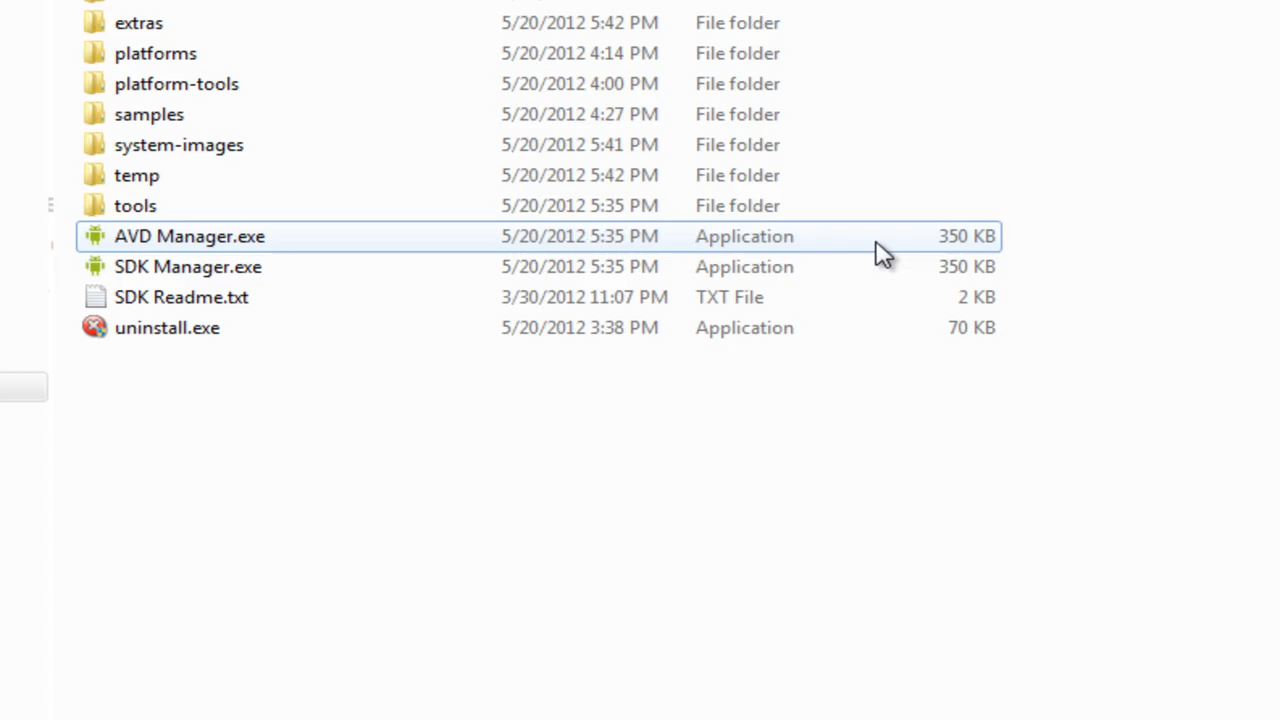 extras 5/20/2012 5:42 PM File folder
platforms 5/20/2012 4:14 PM File folder
platform-tools 5/20/2012 4:00 PM File folder
samples 5/20/2012 4:27 PM File folder
system-images 5/20/2012 5:41 PM File folder
temp 5/20/2012 5:42 PM File folder
tools 5/20/2012 5:35 PM File folder
AVD Manager.exe 5/20/2012 5:35 PM Application 350 KB
SDK Manager.exe 5/20/2012 5:35 PM Application 350 KB
SDK Readme.txt 3/30/2012 11:07 PM TXT File 2 KB
uninstall.exe 5/20/2012 3:38 PM Application 70 KB